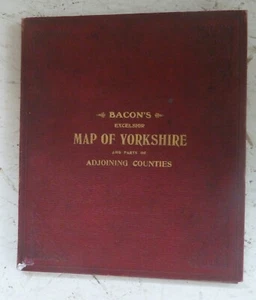 BACON'S
EXCELSIOR
MAP OF YORKSHIRE
AND PARTS OF
ADJOINING COUNTIES